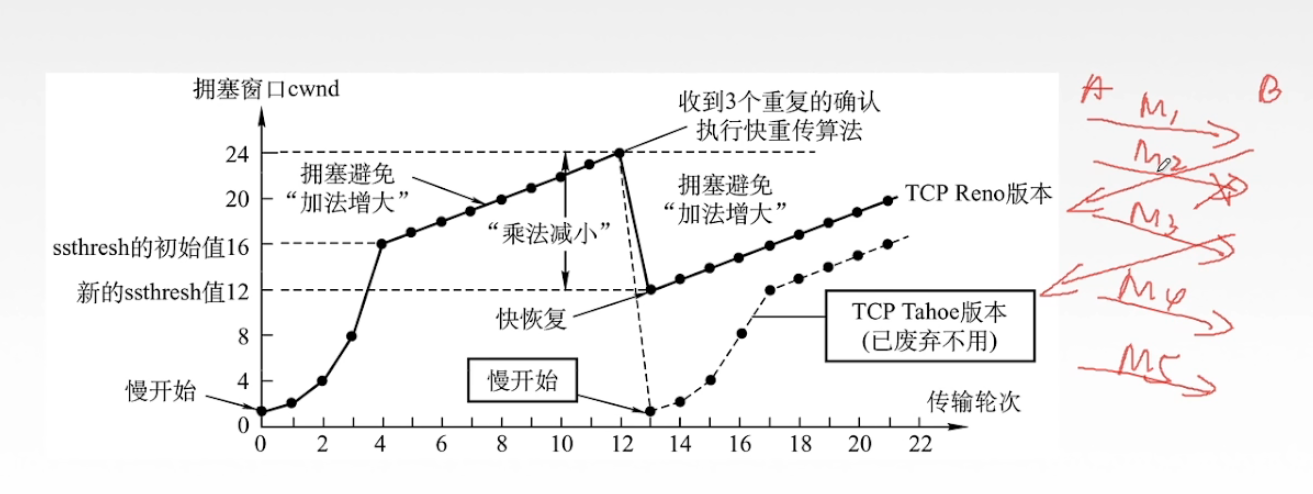 拥塞窗口cwnd
24
20
ssthresh的初始值16
新的ssthresh值12
8
4
0
慢开始
拥塞避免
“加法增大”
“乘法减小”
收到3个重复的确认
执行快重传算法
拥塞避免
“加法增大”
TCP Reno版本
快恢复
慢开始
TCP Tahoe版本
(已废弃不用)
传输轮次
0 2 4 6 8 10 12 14 16 18 20 22
A B
M1
M2
M3
M4
M5